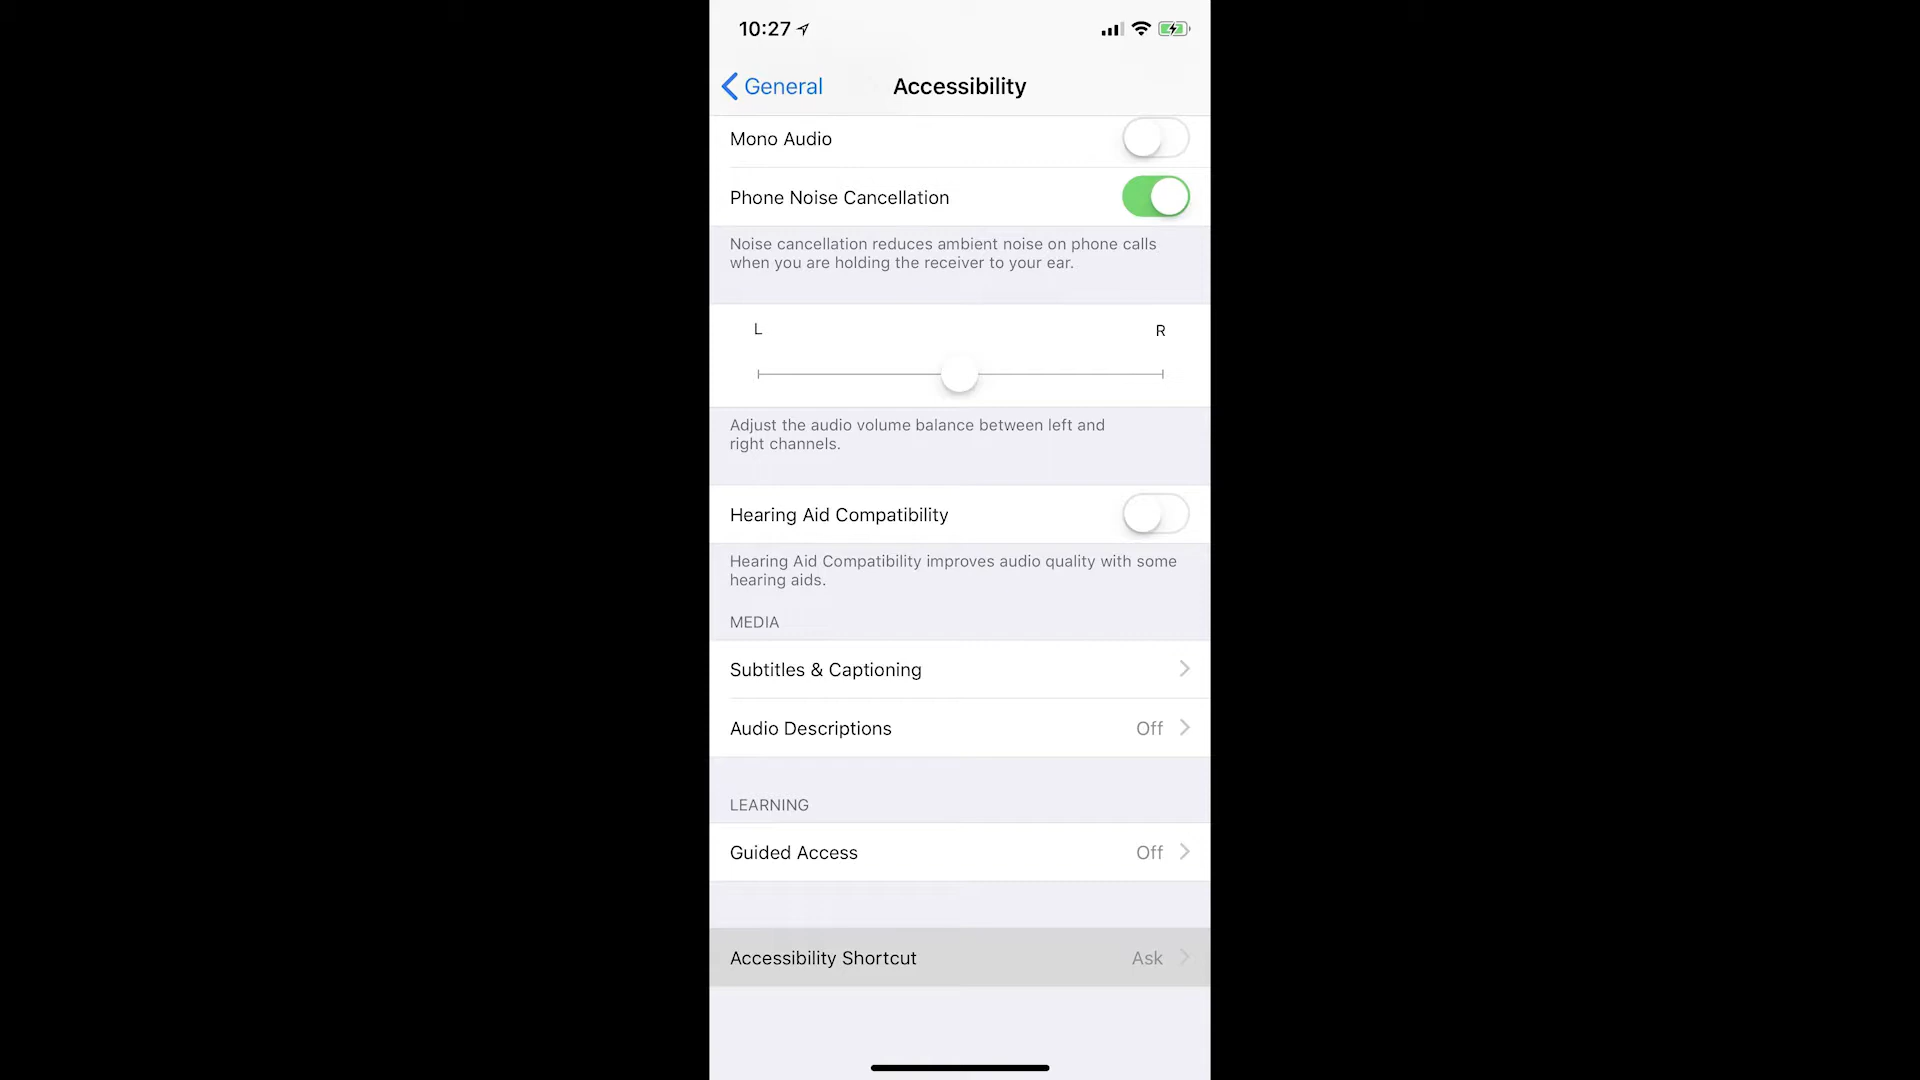 10:27
General
Accessibility
Mono Audio
Phone Noise Cancellation
Noise cancellation reduces ambient noise on phone calls
when you are holding the receiver to your ear.
L
R
Adjust the audio volume balance between left and
right channels.
Hearing Aid Compatibility
Hearing Aid Compatibility improves audio quality with some
hearing aids.
MEDIA
Subtitles & Captioning
Audio Descriptions
Off
LEARNING
Guided Access
Off
Accessibility Shortcut
Ask